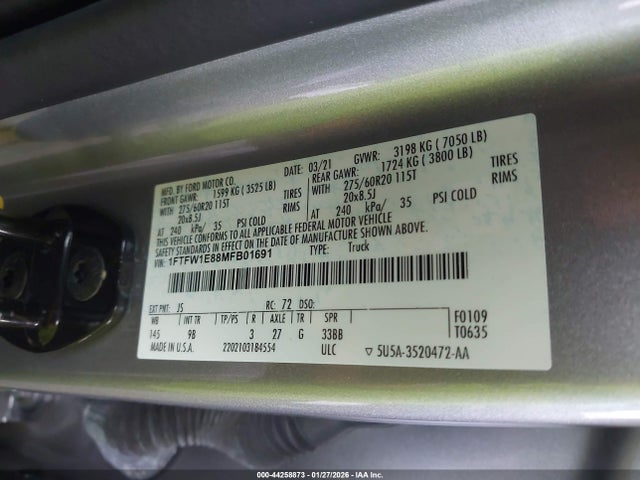 MFD. BY FORD MOTOR CO.
DATE: 03/21 GVWR: 3198 KG ( 7050 LB)
FRONT GAWR: 1599 KG (3525 LB)
REAR GAWR: 1724 KG ( 3800 LB)
WITH 275/60R20 115T TIRES
WITH 275/60R20 115T TIRES
20x8.5J RIMS
20x8.5J RIMS
AT 240 kPa/ 35 PSI COLD
AT 240 kPa/ 35 PSI COLD
THIS VEHICLE CONFORMS TO ALL APPLICABLE FEDERAL MOTOR VEHICLE
SAFETY STANDARDS IN EFFECT ON THE DATE OF MANUFACTURE SHOWN ABOVE.
VIN: 1FTFW1E88MFB01691 TYPE: Truck
EXT PNT: JS RC: 72 DSO:
WB INT TR TP/PS R AXLE TR SPR
145 9B 3 27 G 33BB
F0109
T0635
MADE IN U.S.A. 2202103184554 ULC ▽ 5U5A-3520472-AA
000-44258873 | 01/27/2026 - IAA Inc.